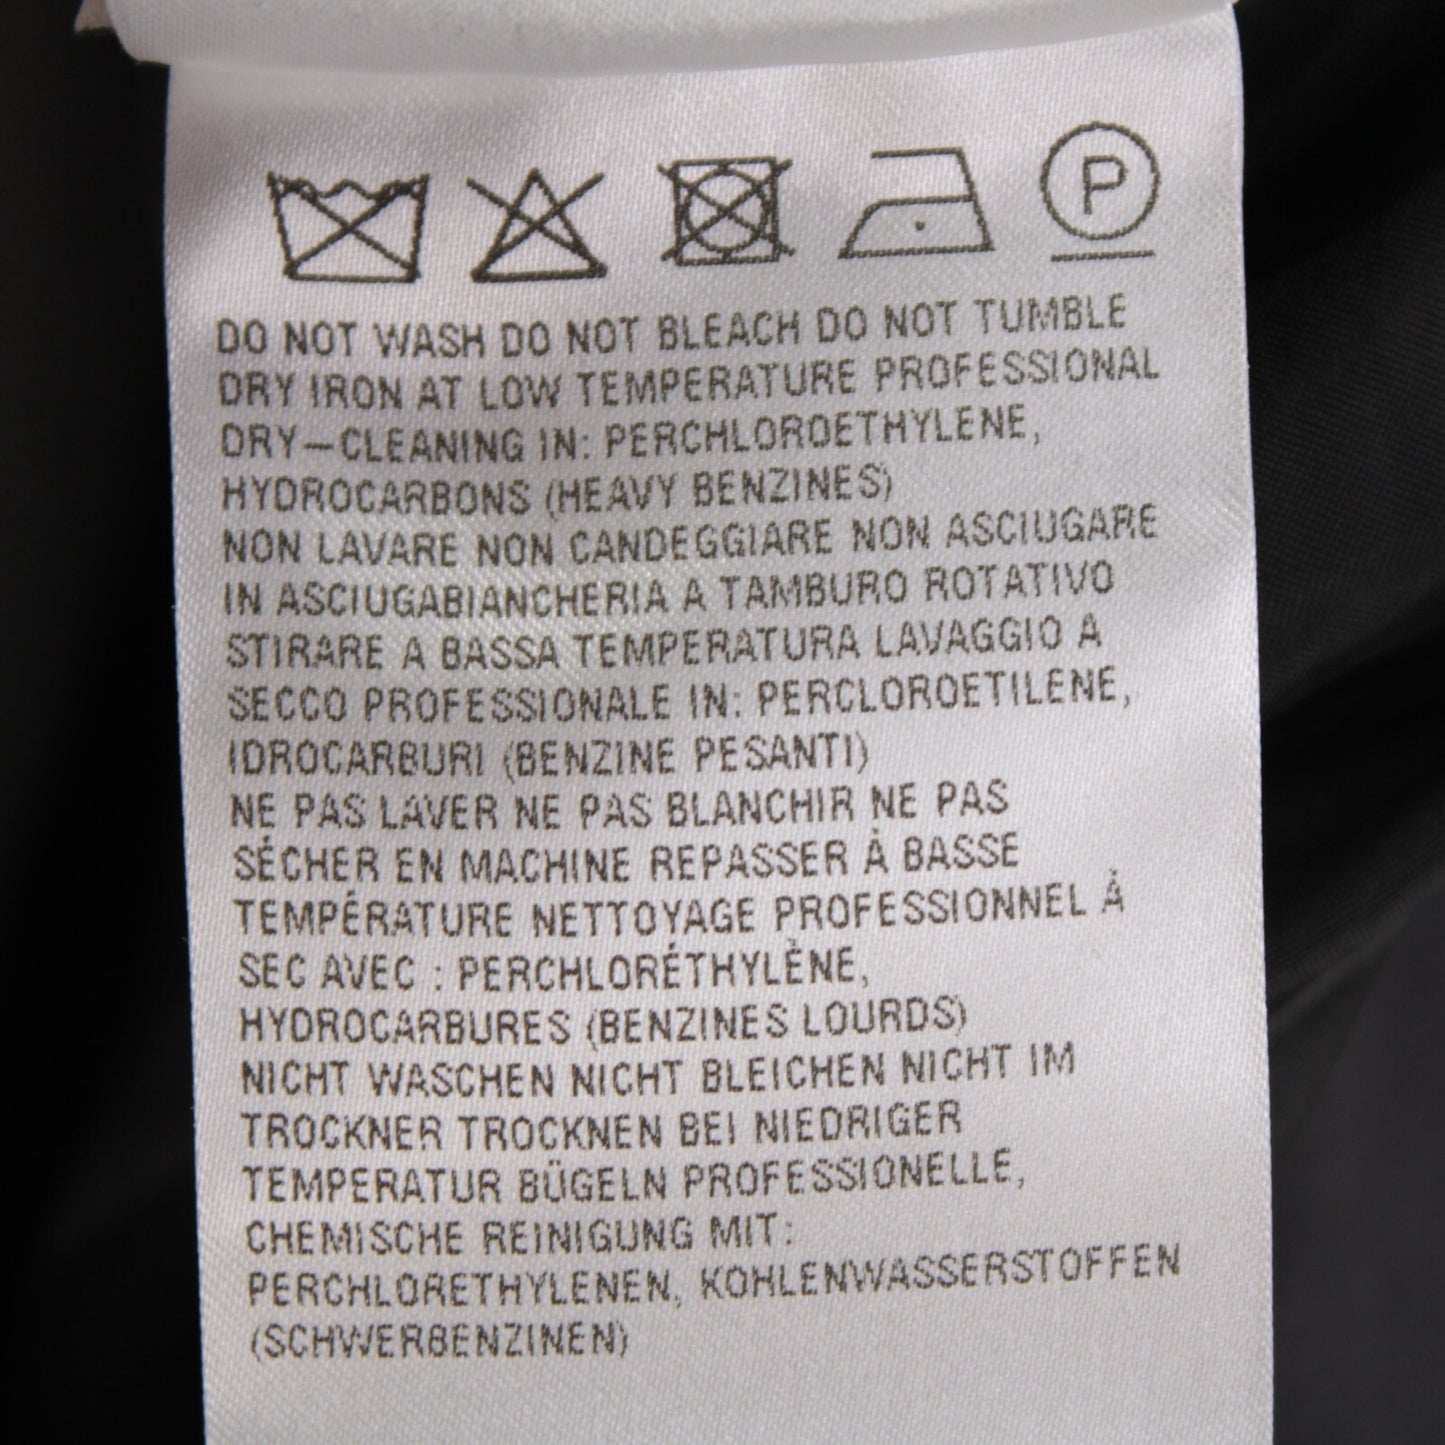 P
DO NOT WASH DO NOT BLEACH DO NOT TUMBLE
DRY IRON AT LOW TEMPERATURE PROFESSIONAL
DRY—CLEANING IN: PERCHLOROETHYLENE,
HYDROCARBONS (HEAVY BENZINES)
NON LAVARE NON CANDEGGIARE NON ASCIUGARE
IN ASCIUGABIANCHERIA A TAMBURO ROTATIVO
STIRARE A BASSA TEMPERATURA LAVAGGIO A
SECCO PROFESSIONALE IN: PERCLOROETILENE,
IDROCARBURI (BENZINE PESANTI)
NE PAS LAVER NE PAS BLANCHIR NE PAS
SÉCHER EN MACHINE REPASSER À BASSE
TEMPÉRATURE NETTOYAGE PROFESSIONNEL À
SEC AVEC : PERCHLORÉTHYLÈNE,
HYDROCARBURES (BENZINES LOURDS)
NICHT WASCHEN NICHT BLEICHEN NICHT IM
TROCKNER TROCKNEN BEI NIEDRIGER
TEMPERATUR BÜGELN PROFESSIONELLE,
CHEMISCHE REINIGUNG MIT:
PERCHLORETHYLENEN, KOHLENWASSERSTOFFEN
(SCHWERBENZINEN)